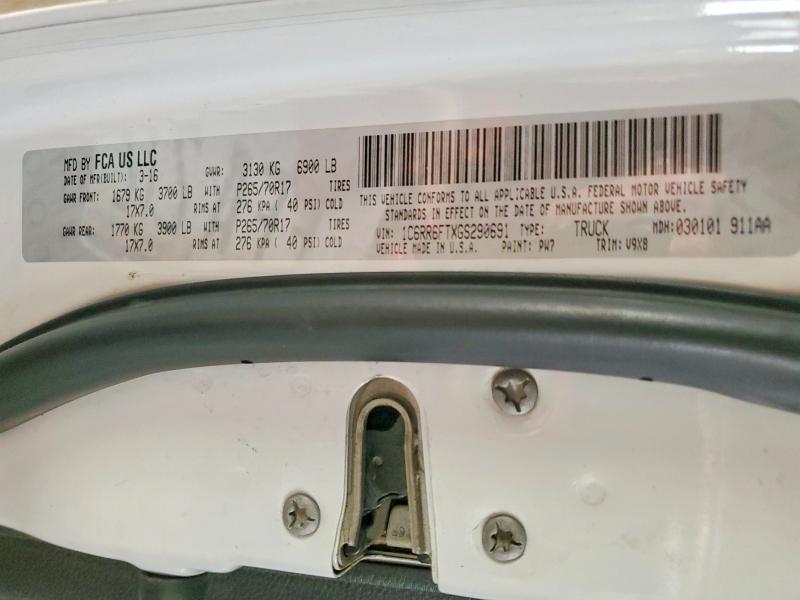 MFD BY FCA US LLC
DATE OF MFR(BUILT): 3-16 GVWR: 3130 KG 6900 LB
GAWR FRONT: 1679 KG 3700 LB WITH P265/70R17 TIRES
17X7.0 RIMS AT 276 KPA ( 40 PSI) COLD
GAWR REAR: 1770 KG 3900 LB WITH P265/70R17 TIRES
17X7.0 RIMS AT 276 KPA ( 40 PSI) COLD
THIS VEHICLE CONFORMS TO ALL APPLICABLE U.S.A. FEDERAL MOTOR VEHICLE SAFETY
STANDARDS IN EFFECT ON THE DATE OF MANUFACTURE SHOWN ABOVE.
VIN: 1C6RR6FTXGS290691 TYPE: TRUCK MDH:030101 911AA
VEHICLE MADE IN U.S.A. PAINT: PW7 TRIM: V9X8